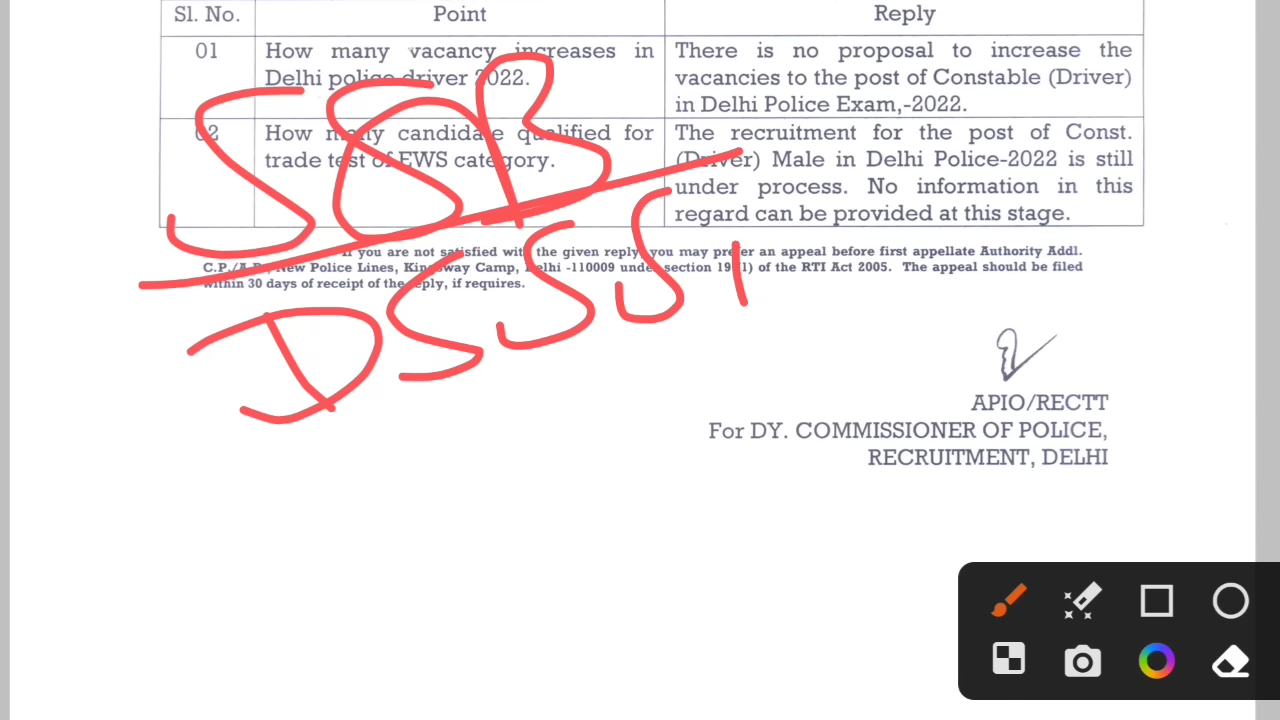 Sl. No. Point Reply
01 How many vacancy increases in There is no proposal to increase the
Delhi police driver 2022. vacancies to the post of Constable (Driver)
in Delhi Police Exam,-2022.
02 How many candidate qualified for The recruitment for the post of Const.
trade test of EWS category. (Driver) Male in Delhi Police-2022 is still
under process. No information in this
regard can be provided at this stage.
If you are not satisfied with the given reply, you may prefer an appeal before first appellate Authority Addl.
New Police Lines, Kingsway Camp, Delhi -110009 under section 19(1) of the RTI Act 2005. The appeal should be filed
within 30 days of receipt of the reply, if requires.
SSB
APIO/RECTT
For DY. COMMISSIONER OF POLICE,
RECRUITMENT, DELHI